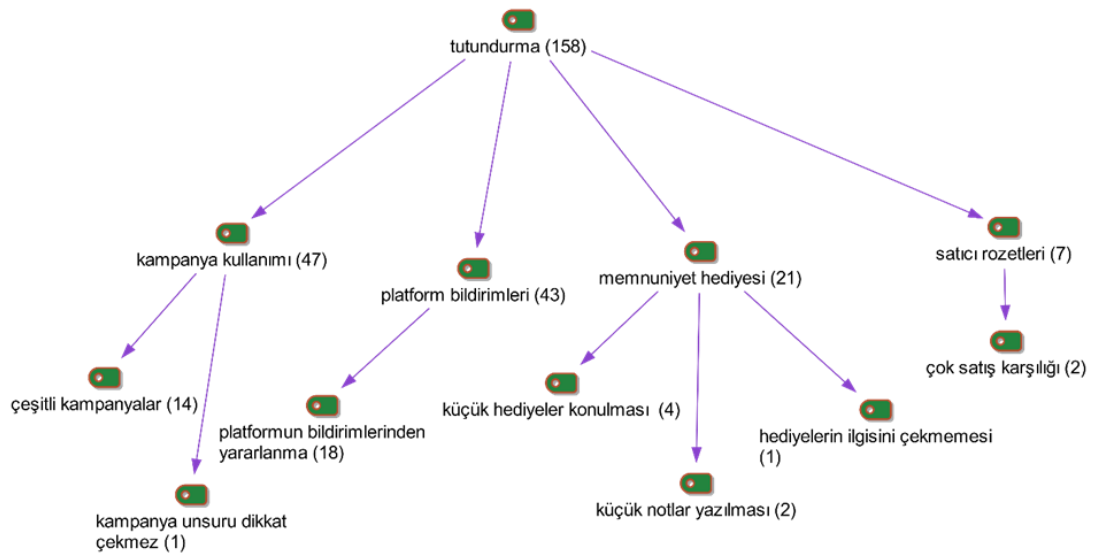 tutundurma (158)
kampanya kullanımı (47)
platform bildirimleri (43)
memnuniyet hediyesi (21)
satıcı rozetleri (7)
çeşitli kampanyalar (14)
kampanya unsuru dikkat
çekmez (1)
platformun bildirimlerinden
yararlanma (18)
küçük hediyeler konulması (4)
küçük notlar yazılması (2)
hediyelerin ilgisini çekmemesi
(1)
çok satış karşılığı (2)